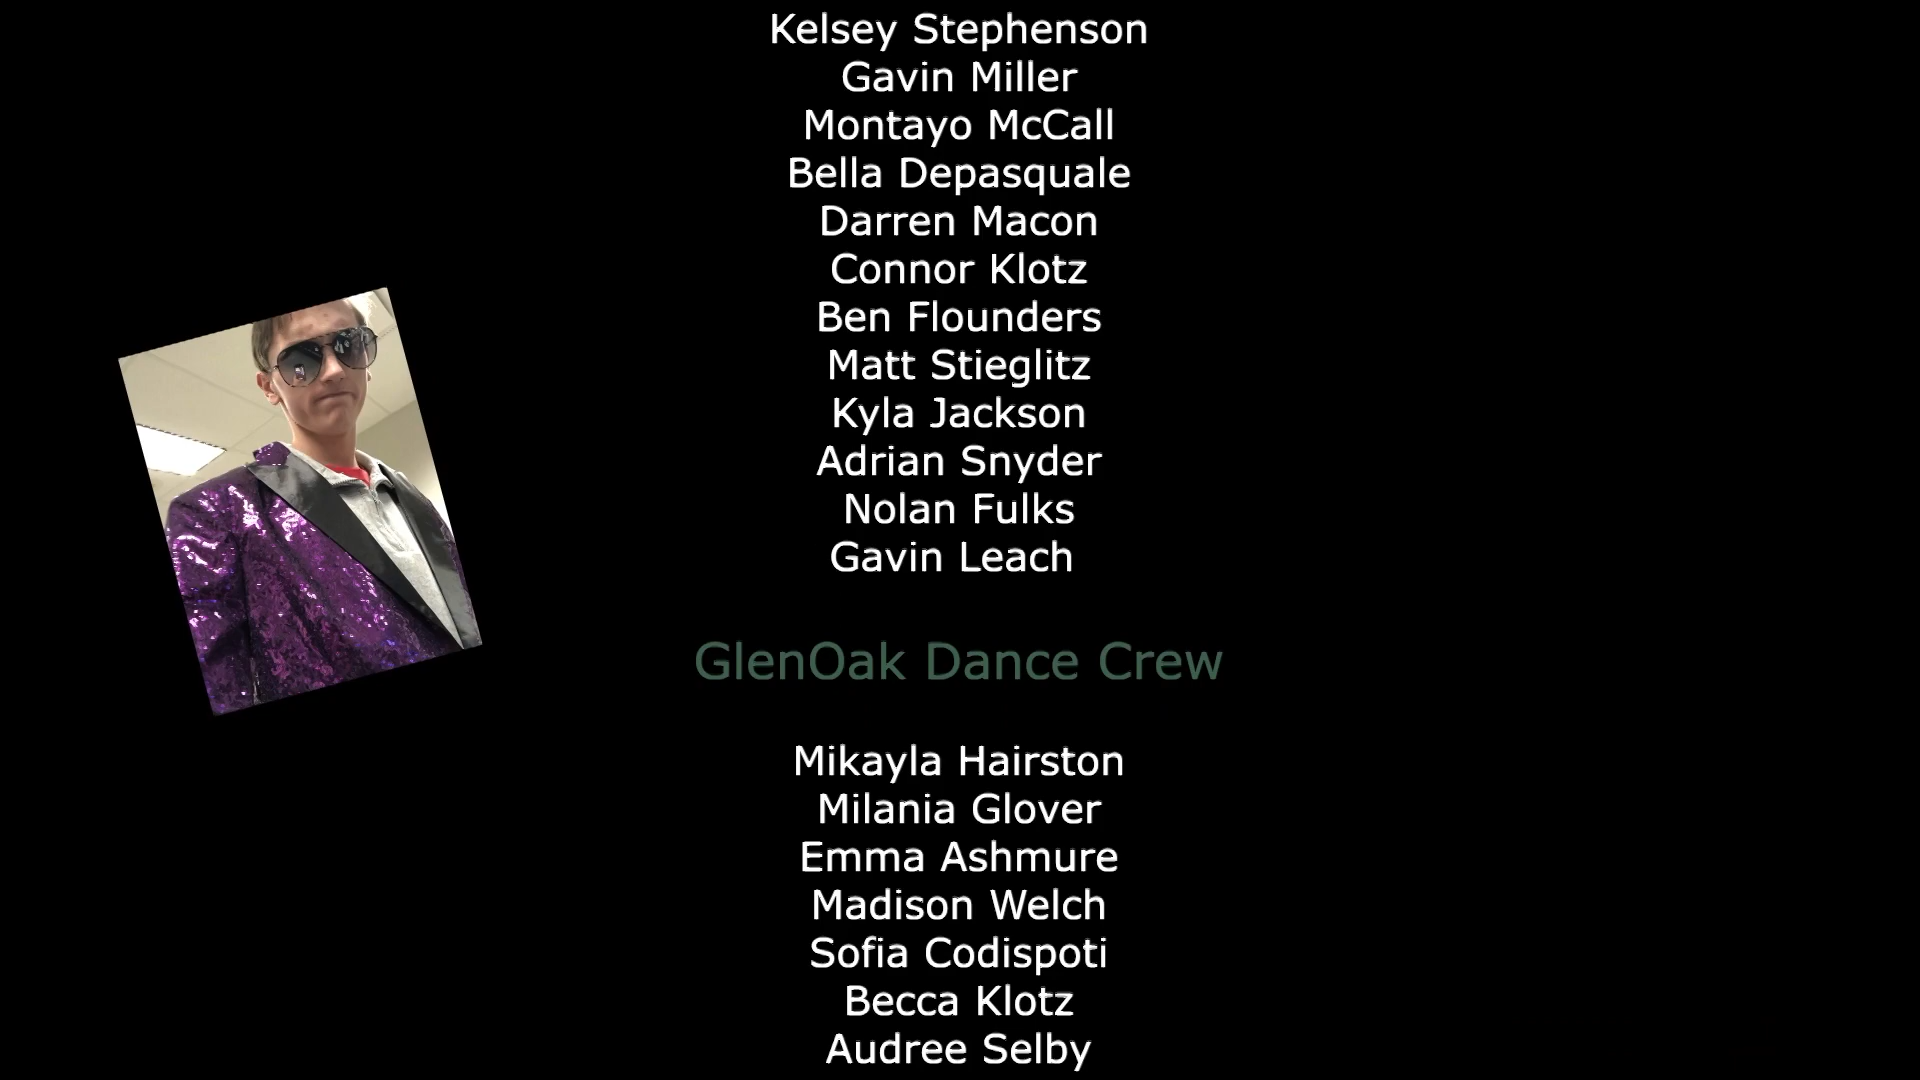 Kelsey Stephenson
Gavin Miller
Montayo McCall
Bella Depasquale
Darren Macon
Connor Klotz
Ben Flounders
Matt Stieglitz
Kyla Jackson
Adrian Snyder
Nolan Fulks
Gavin Leach
GlenOak Dance Crew
Mikayla Hairston
Milania Glover
Emma Ashmure
Madison Welch
Sofia Codispoti
Becca Klotz
Audree Selby